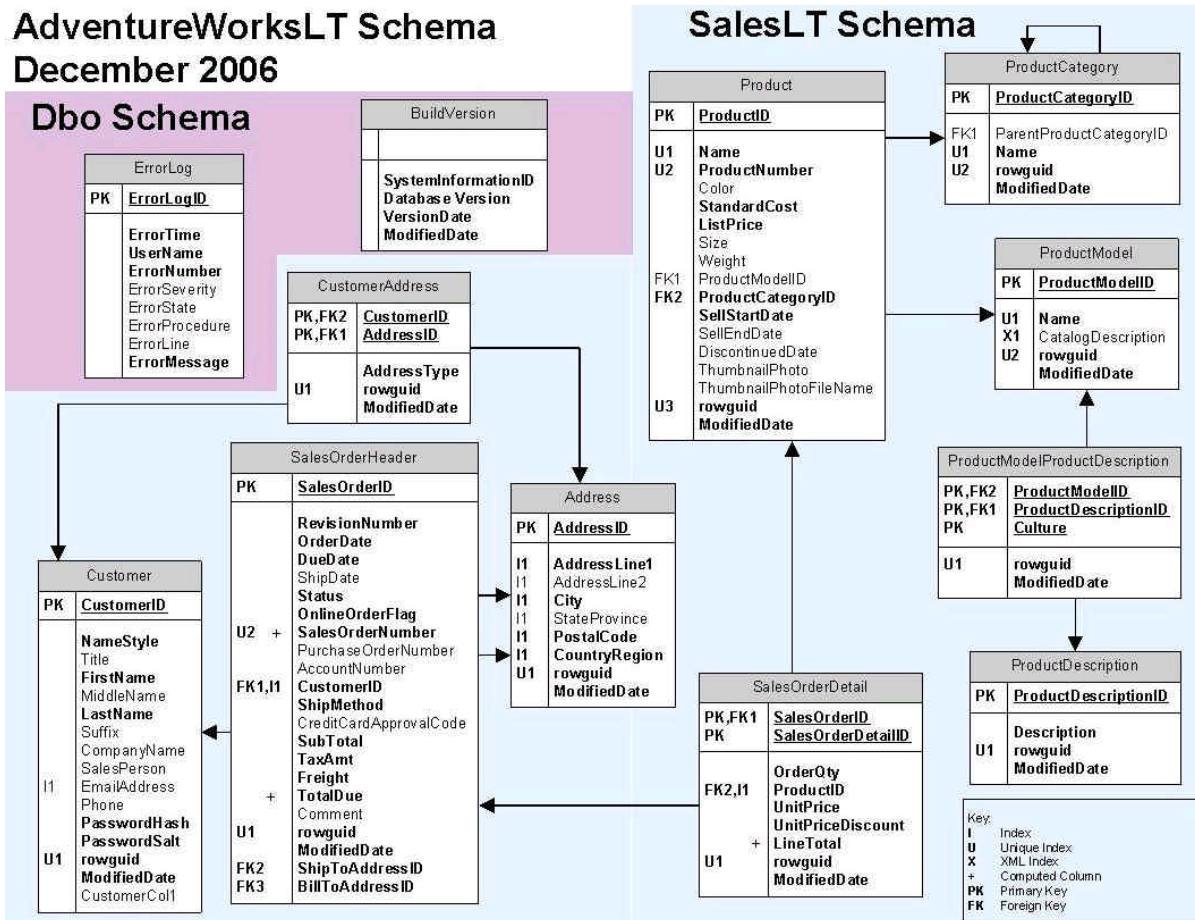 AdventureWorksLT Schema
December 2006
Dbo Schema
ErrorLog
PK ErrorLogID
ErrorTime
UserName
ErrorNumber
ErrorSeverity
ErrorState
ErrorProcedure
ErrorLine
ErrorMessage
BuildVersion
SystemInformationID
Database Version
VersionDate
ModifiedDate
CustomerAddress
PK,FK2 CustomerID
PK,FK1 AddressID
AddressType
U1 rowguid
ModifiedDate
SalesOrderHeader
PK SalesOrderID
RevisionNumber
OrderDate
DueDate
ShipDate
Status
OnlineOrderFlag
U2 + SalesOrderNumber
PurchaseOrderNumber
AccountNumber
FK1,I1 CustomerID
ShipMethod
CreditCardApprovalCode
SubTotal
TaxAmt
Freight
+ TotalDue
Comment
U1 rowguid
ModifiedDate
FK2 ShipToAddressID
FK3 BillToAddressID
Customer
PK CustomerID
NameStyle
Title
FirstName
MiddleName
LastName
Suffix
CompanyName
SalesPerson
I1 EmailAddress
Phone
PasswordHash
PasswordSalt
U1 rowguid
ModifiedDate
CustomerCol1
Address
PK AddressID
I1 AddressLine1
I1 AddressLine2
I1 City
I1 StateProvince
I1 PostalCode
I1 CountryRegion
U1 rowguid
ModifiedDate
SalesLT Schema
Product
PK ProductID
U1 Name
U2 ProductNumber
Color
StandardCost
ListPrice
Size
Weight
FK1 ProductModelID
FK2 ProductCategoryID
SellStartDate
SellEndDate
DiscontinuedDate
ThumbnailPhoto
ThumbnailPhotoFileName
U3 rowguid
ModifiedDate
ProductCategory
PK ProductCategoryID
FK1 ParentProductCategoryID
U1 Name
U2 rowguid
ModifiedDate
ProductModel
PK ProductModelID
U1 Name
X1 CatalogDescription
U2 rowguid
ModifiedDate
ProductModelProductDescription
PK,FK2 ProductModelID
PK,FK1 ProductDescriptionID
PK Culture
U1 rowguid
ModifiedDate
ProductDescription
PK ProductDescriptionID
Description
U1 rowguid
ModifiedDate
SalesOrderDetail
PK,FK1 SalesOrderID
PK SalesOrderDetailID
OrderQty
FK2,I1 ProductID
UnitPrice
UnitPriceDiscount
+ LineTotal
U1 rowguid
ModifiedDate
Key:
I Index
U Unique Index
X XML Index
+ Computed Column
PK Primary Key
FK Foreign Key